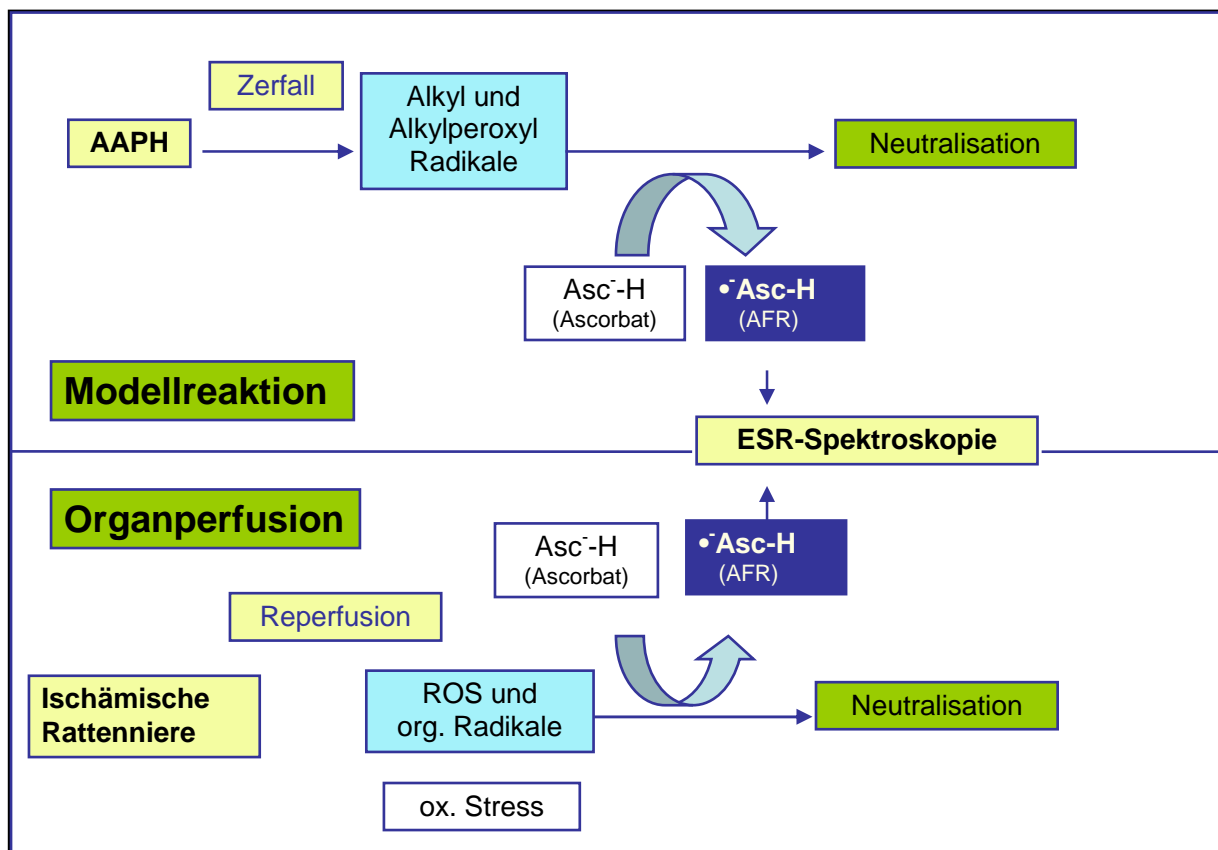 Zerfall
AAPH
Alkyl und
Alkylperoxyl
Radikale
Neutralisation
Asc⁻-H
(Ascorbat)
•⁻Asc-H
(AFR)
Modellreaktion
ESR-Spektroskopie
Organperfusion
Asc⁻-H
(Ascorbat)
•⁻Asc-H
(AFR)
Reperfusion
Ischämische
Rattenniere
ROS und
org. Radikale
Neutralisation
ox. Stress